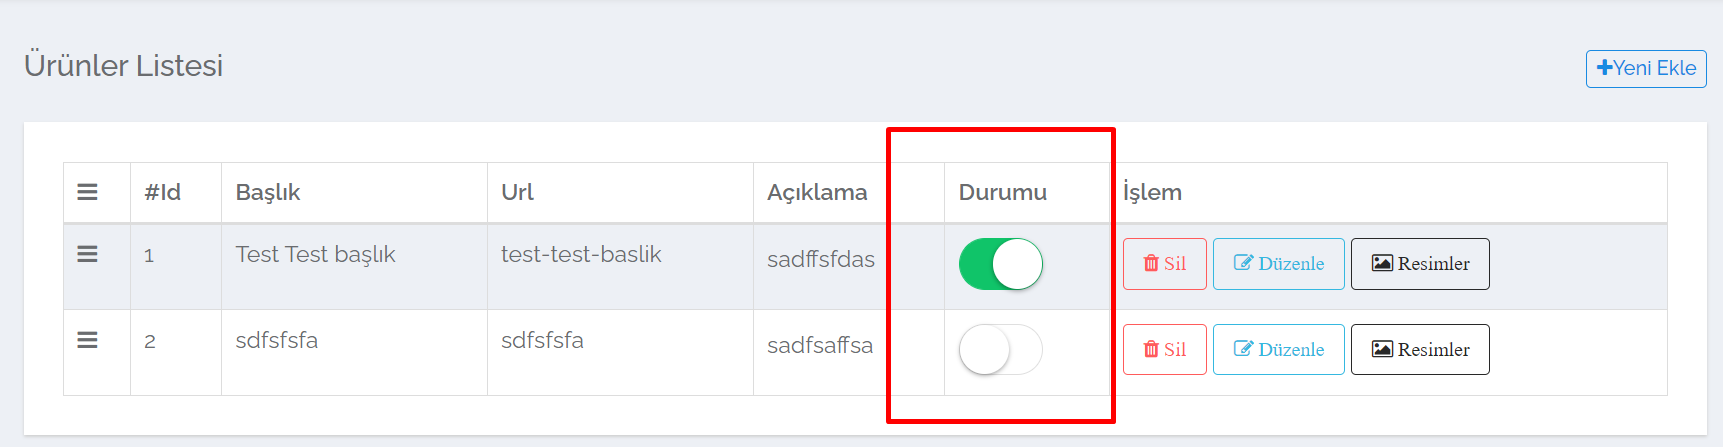 Ürünler Listesi
Yeni Ekle
#Id Başlık Url Açıklama Durumu İşlem
1 Test Test başlık test-test-baslik sadffsfdas Sil Düzenle Resimler
2 sdfsfsfa sdfsfsfa sadfsaffsa Sil Düzenle Resimler